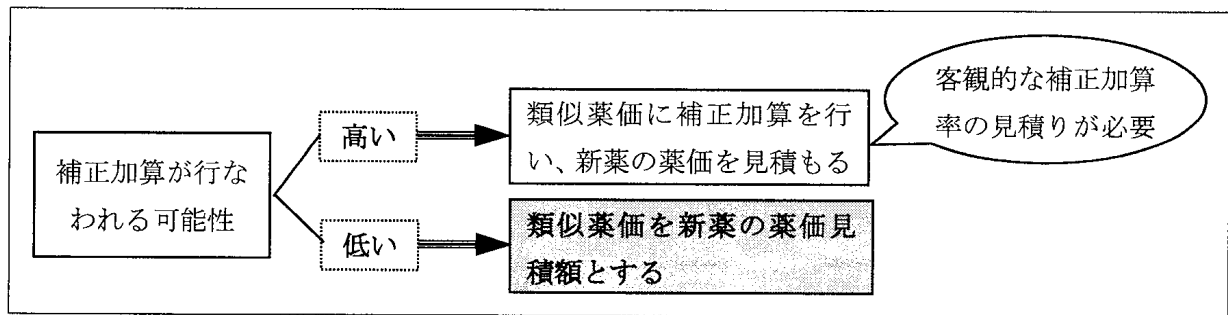 補正加算が行な
われる可能性
高い
類似薬価に補正加算を行
い、新薬の薬価を見積もる
客観的な補正加算
率の見積りが必要
低い
類似薬価を新薬の薬価見
積額とする